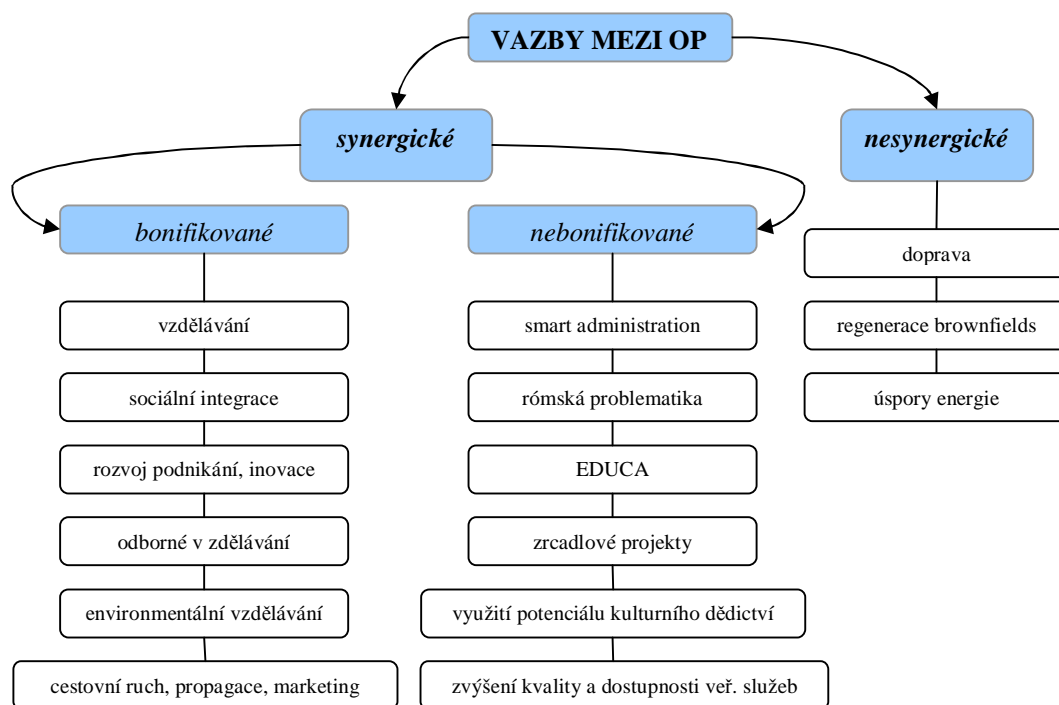 VAZBY MEZI OP
synergické
nesynergické
bonifikované
nebonifikované
doprava
vzdělávání
smart administration
regenerace brownfields
sociální integrace
rómská problematika
úspory energie
rozvoj podnikání, inovace
EDUCA
odborné v zdělávání
zrcadlové projekty
environmentální vzdělávání
využití potenciálu kulturního dědictví
cestovní ruch, propagace, marketing
zvýšení kvality a dostupnosti veř. služeb